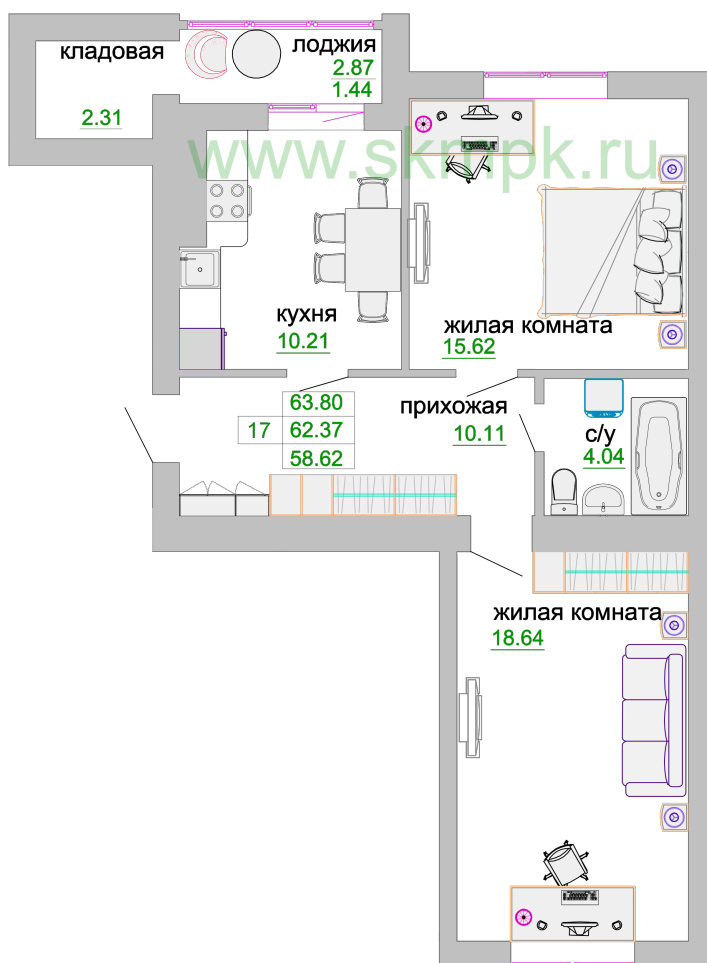 кладовая
2.31
лоджия
2.87
1.44
www.skmpk.ru
кухня
10.21
жилая комната
15.62
63.80
17 62.37
58.62
прихожая
10.11
с/у
4.04
жилая комната
18.64